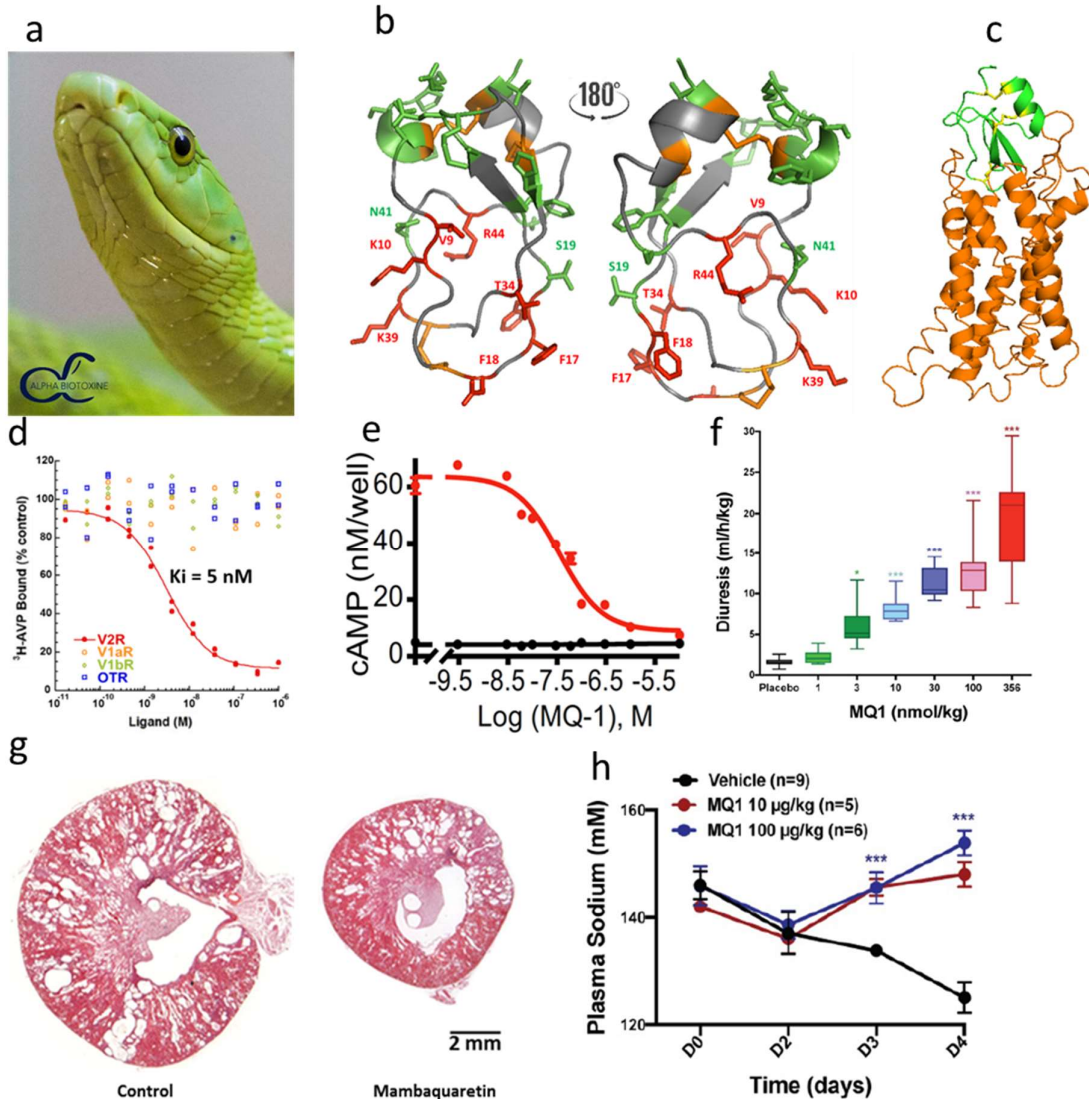 a
ALPHA BIOTOXINE
b
180°
N41
K10
V9
R44
S19
T34
K39
F18
F17
V9
S19
R44
N41
T34
K10
F18
F17
K39
c
d
³H-AVP Bound (% control)
120
100
80
60
40
20
0
Ki = 5 nM
V2R
V1aR
V1bR
OTR
10⁻¹¹ 10⁻¹⁰ 10⁻⁹ 10⁻⁸ 10⁻⁷ 10⁻⁶
Ligand (M)
e
cAMP (nM/well)
60
40
20
0
-9.5 -8.5 -7.5 -6.5 -5.5
Log (MQ-1), M
f
Diuresis (ml/h/kg)
30
25
20
15
10
5
0
* *** *** *** ***
Placebo 1 3 10 30 100 356
MQ1 (nmol/kg)
g
2 mm
Control
Mambaquaretin
h
Vehicle (n=9)
MQ1 10 µg/kg (n=5)
MQ1 100 µg/kg (n=6)
Plasma Sodium (mM)
160
140
120
*** ***
D0 D2 D3 D4
Time (days)